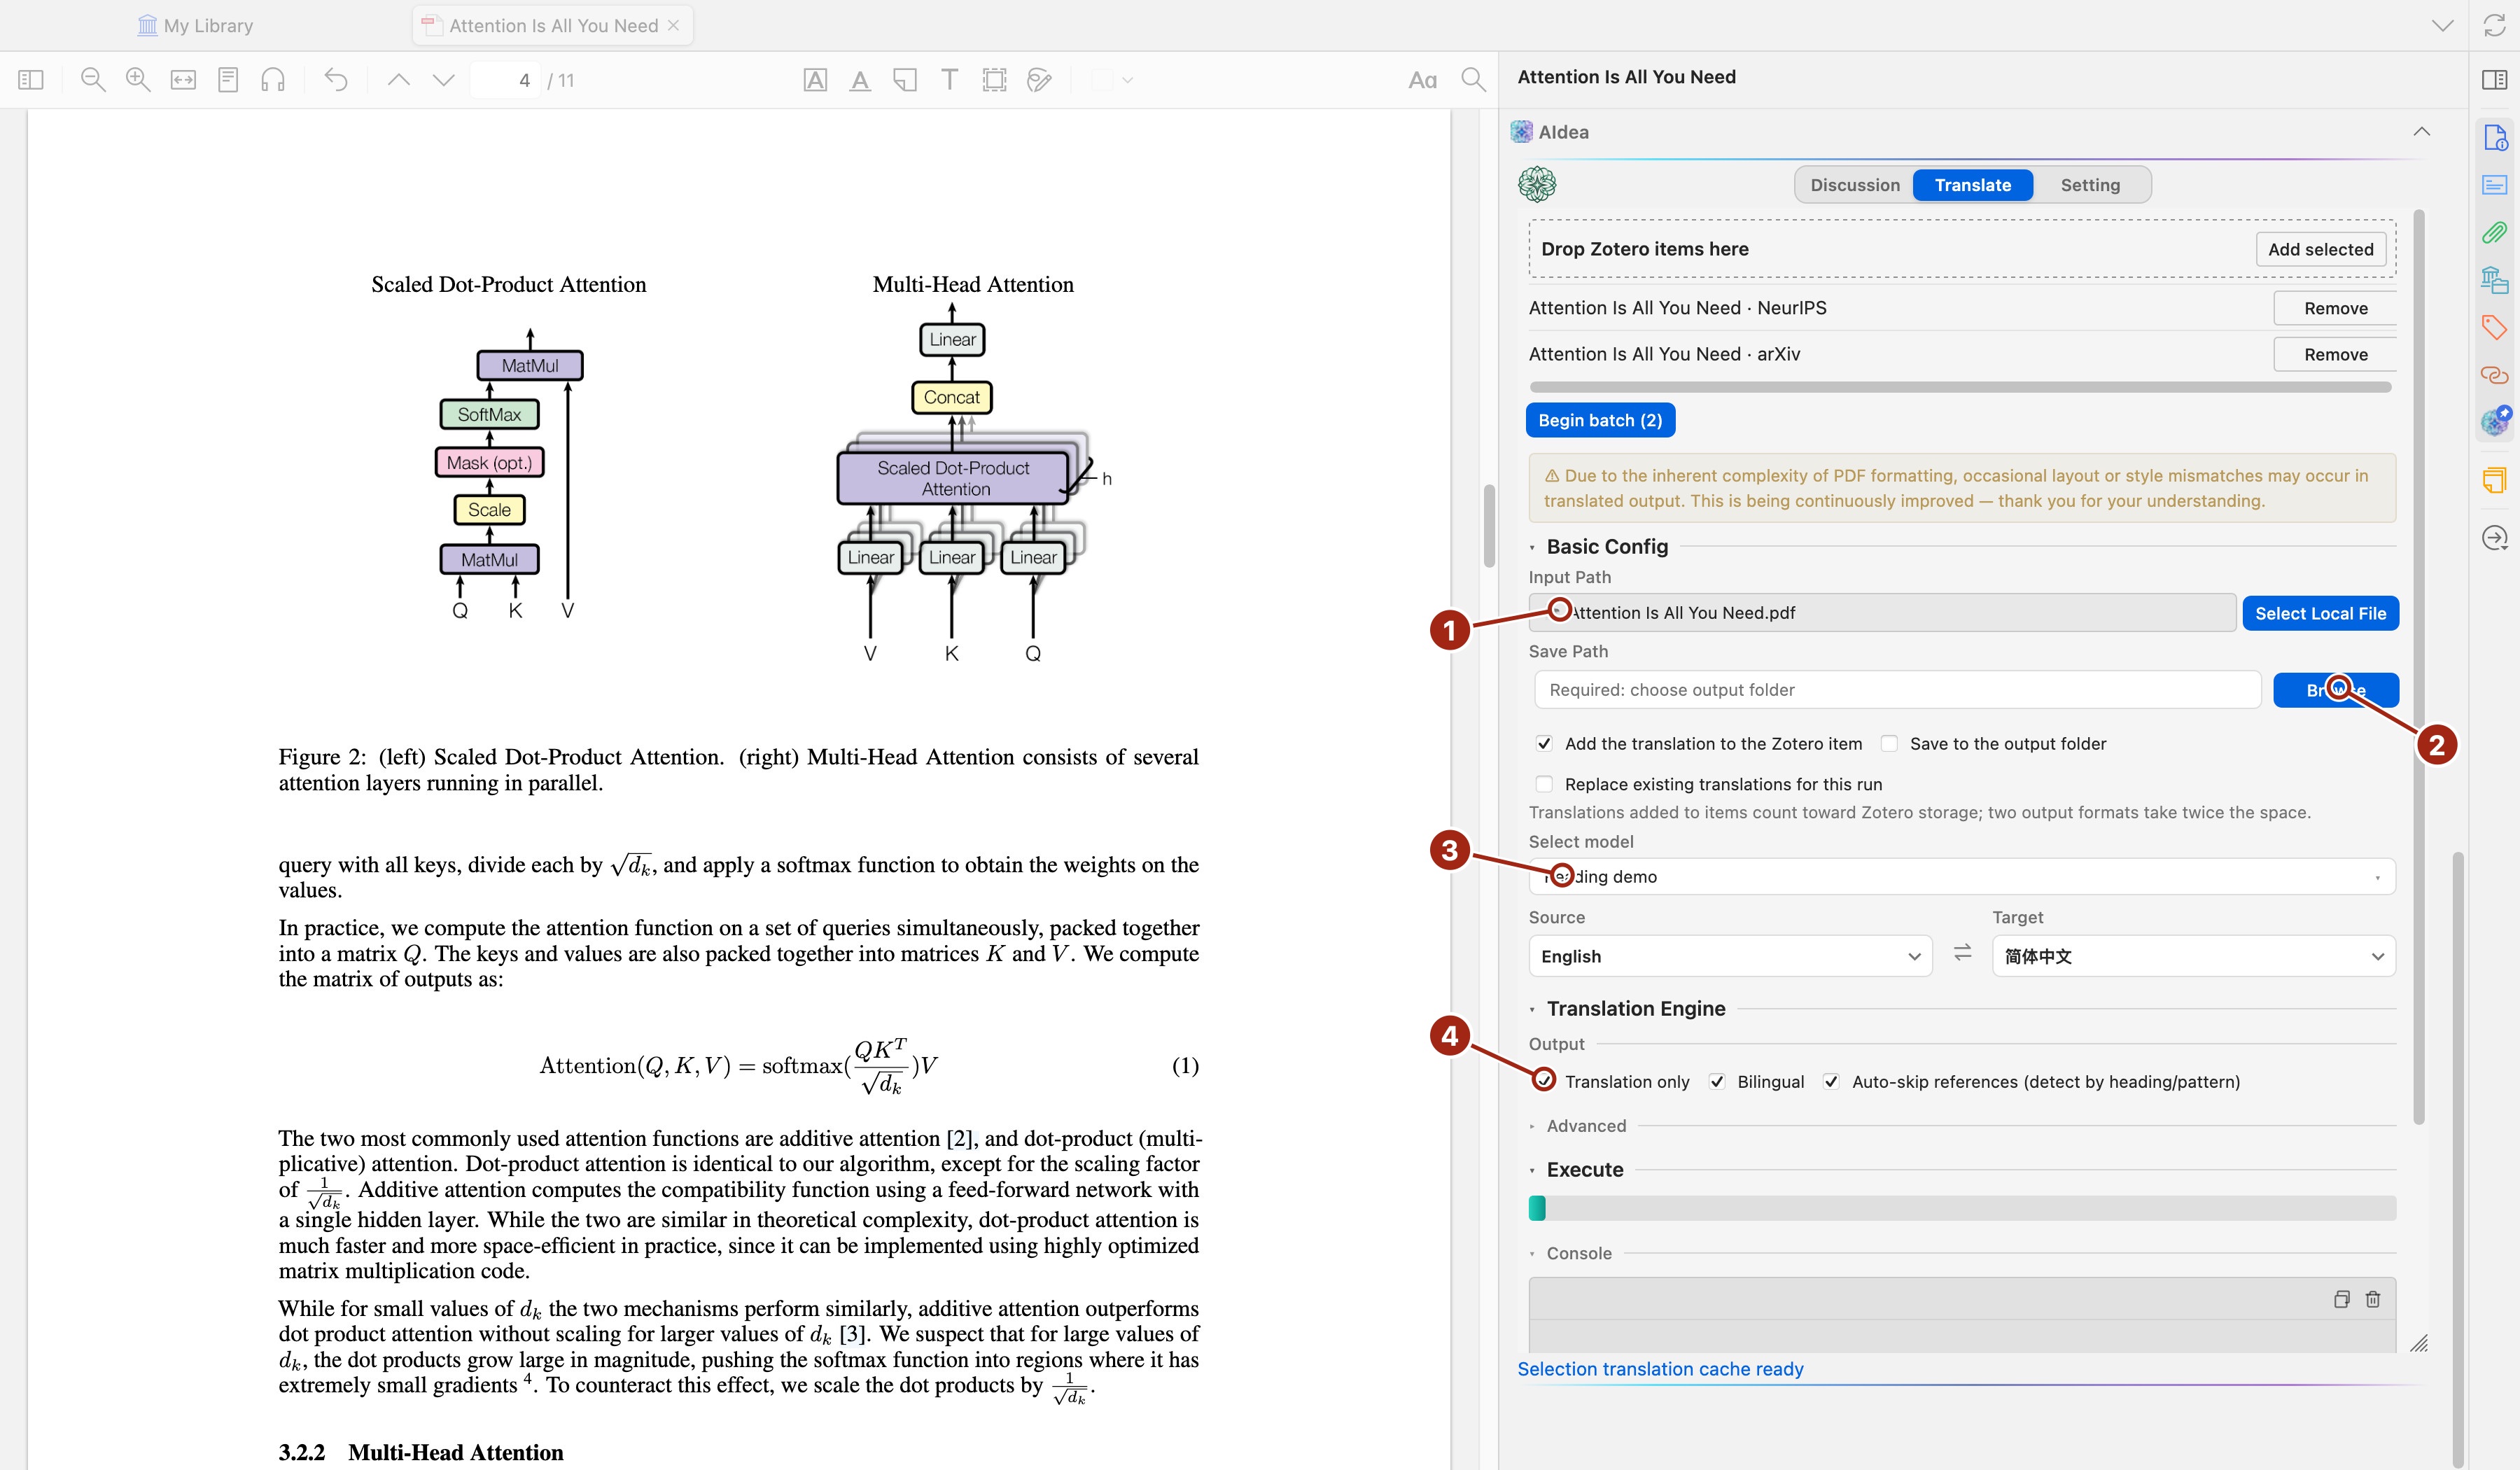 My Library
Attention Is All You Need
4 / 11
Aa
Scaled Dot-Product Attention
MatMul
SoftMax
Mask (opt.)
Scale
MatMul
Q K V
Multi-Head Attention
Linear
Concat
Scaled Dot-Product
Attention
h
Linear Linear Linear
V K Q
Figure 2: (left) Scaled Dot-Product Attention. (right) Multi-Head Attention consists of several
attention layers running in parallel.
query with all keys, divide each by √dk, and apply a softmax function to obtain the weights on the
values.
In practice, we compute the attention function on a set of queries simultaneously, packed together
into a matrix Q. The keys and values are also packed together into matrices K and V. We compute
the matrix of outputs as:
Attention(Q, K, V) = softmax(QK^T/√dk)V (1)
The two most commonly used attention functions are additive attention [2], and dot-product (multi-
plicative) attention. Dot-product attention is identical to our algorithm, except for the scaling factor
of 1/√dk. Additive attention computes the compatibility function using a feed-forward network with
a single hidden layer. While the two are similar in theoretical complexity, dot-product attention is
much faster and more space-efficient in practice, since it can be implemented using highly optimized
matrix multiplication code.
While for small values of dk the two mechanisms perform similarly, additive attention outperforms
dot product attention without scaling for larger values of dk [3]. We suspect that for large values of
dk, the dot products grow large in magnitude, pushing the softmax function into regions where it has
extremely small gradients 4. To counteract this effect, we scale the dot products by 1/√dk.
3.2.2 Multi-Head Attention
Attention Is All You Need
AIdea
Discussion Translate Setting
Drop Zotero items here Add selected
Attention Is All You Need · NeurIPS Remove
Attention Is All You Need · arXiv Remove
Begin batch (2)
⚠ Due to the inherent complexity of PDF formatting, occasional layout or style mismatches may occur in
translated output. This is being continuously improved — thank you for your understanding.
Basic Config
Input Path
1
Attention Is All You Need.pdf Select Local File
Save Path
Required: choose output folder Browse
2
Add the translation to the Zotero item Save to the output folder
Replace existing translations for this run
Translations added to items count toward Zotero storage; two output formats take twice the space.
Select model
3
demo
Source Target
English 简体中文
Translation Engine
4
Output
Translation only Bilingual Auto-skip references (detect by heading/pattern)
Advanced
Execute
Console
Selection translation cache ready